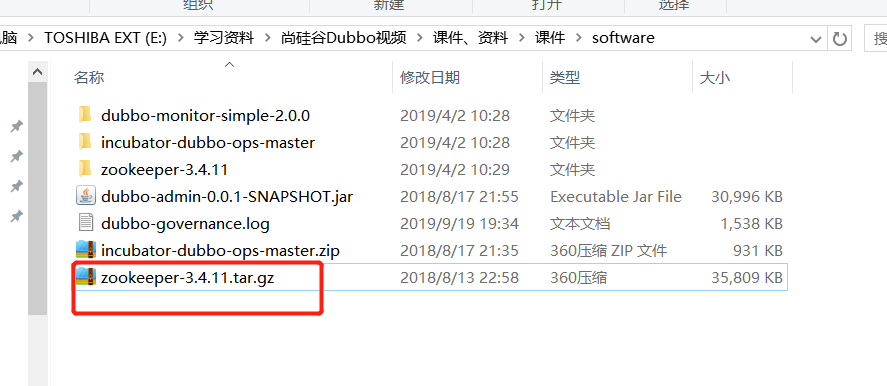 组织 新建 打开 选择
电脑 > TOSHIBA EXT (E:) > 学习资料 > 尚硅谷Dubbo视频 > 课件、资料 > 课件 > software 搜
名称 修改日期 类型 大小
dubbo-monitor-simple-2.0.0 2019/4/2 10:28 文件夹
incubator-dubbo-ops-master 2019/4/2 10:28 文件夹
zookeeper-3.4.11 2019/4/2 10:29 文件夹
dubbo-admin-0.0.1-SNAPSHOT.jar 2018/8/17 21:55 Executable Jar File 30,996 KB
dubbo-governance.log 2019/9/19 19:34 文本文档 1,538 KB
incubator-dubbo-ops-master.zip 2018/8/17 21:35 360压缩 ZIP 文件 931 KB
zookeeper-3.4.11.tar.gz 2018/8/13 22:58 360压缩 35,809 KB